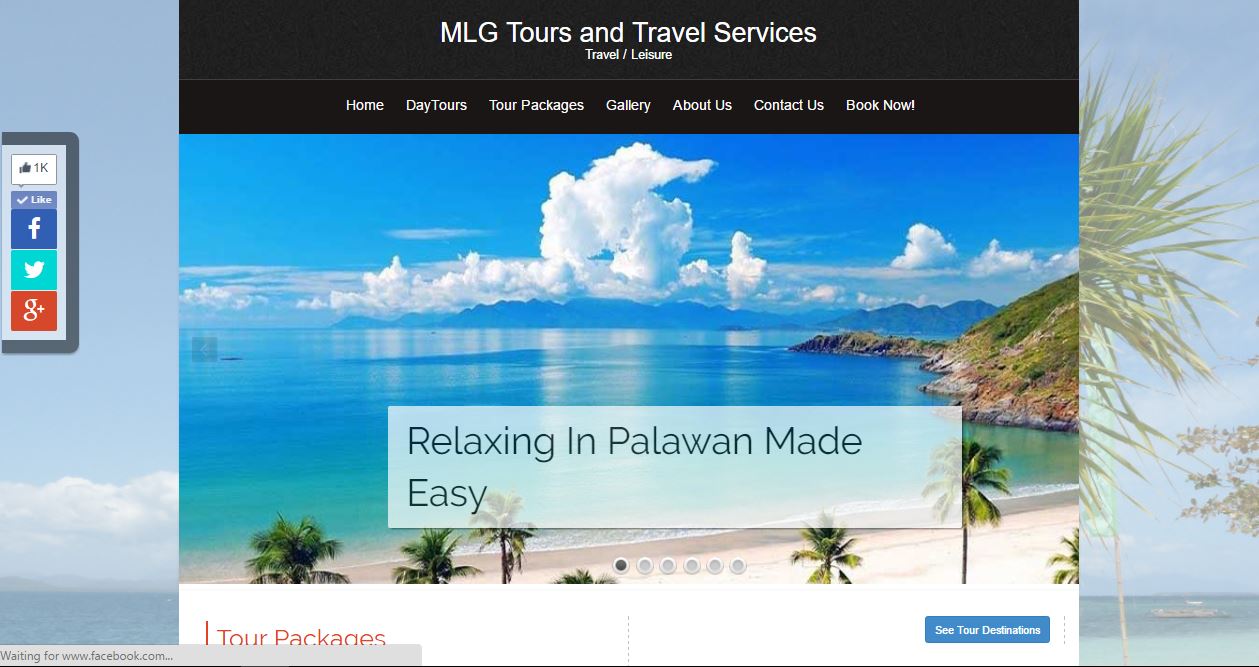 MLG Tours and Travel Services
Travel / Leisure
Home DayTours Tour Packages Gallery About Us Contact Us Book Now!
1K
Like
f
g+
Relaxing In Palawan Made
Easy
See Tour Destinations
Tour Packages
Waiting for www.facebook.com...